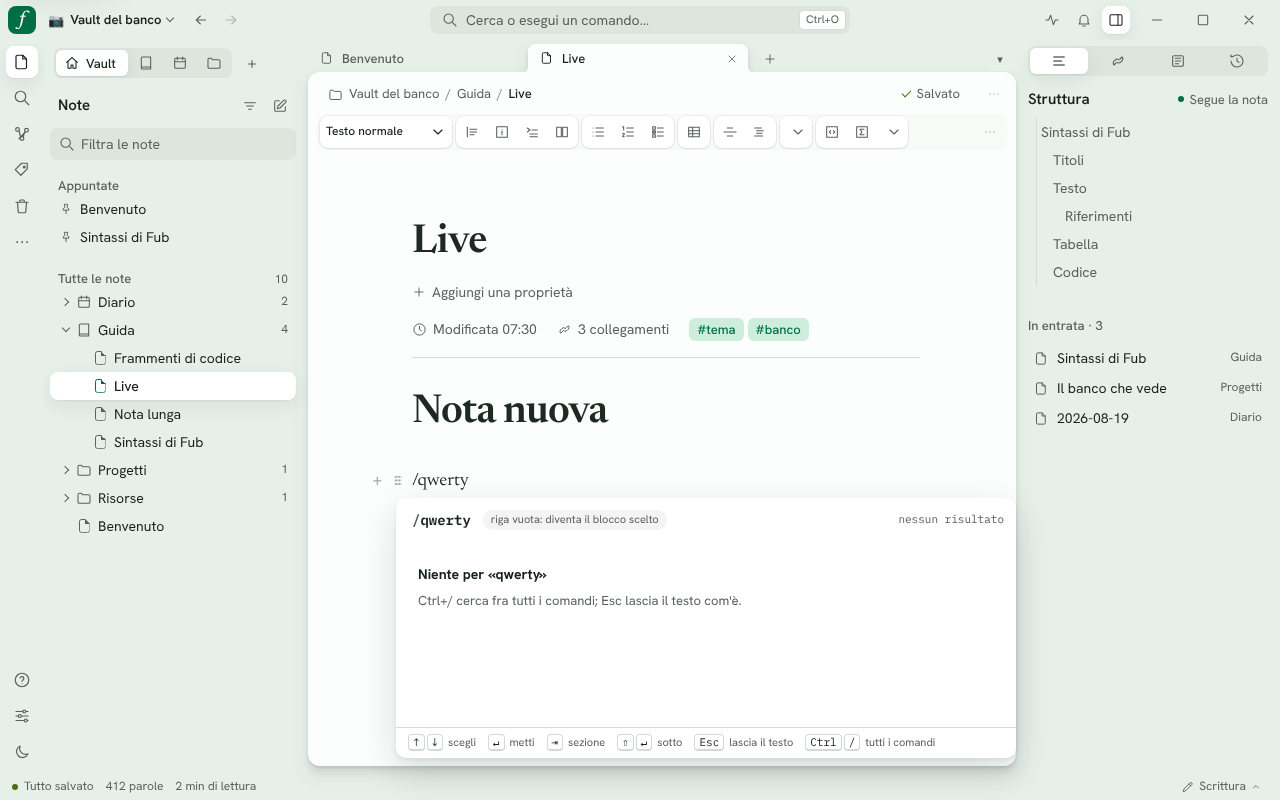 Vault del banco
Cerca o esegui un comando…
Ctrl+O
Vault
Benvenuto
Live
Note
Filtra le note
Appuntate
Benvenuto
Sintassi di Fub
Tutte le note 10
Diario 2
Guida 4
Frammenti di codice
Live
Nota lunga
Sintassi di Fub
Progetti 1
Risorse 1
Benvenuto
Vault del banco / Guida / Live
Salvato
Testo normale
Live
Aggiungi una proprietà
Modificata 07:30 3 collegamenti #tema #banco
Nota nuova
/qwerty
/qwerty riga vuota: diventa il blocco scelto nessun risultato
Niente per «qwerty»
Ctrl+/ cerca fra tutti i comandi; Esc lascia il testo com'è.
↑ ↓ scegli ↵ metti ⇥ sezione ⇧ ↵ sotto Esc lascia il testo Ctrl / tutti i comandi
Struttura Segue la nota
Sintassi di Fub
Titoli
Testo
Riferimenti
Tabella
Codice
In entrata · 3
Sintassi di Fub Guida
Il banco che vede Progetti
2026-08-19 Diario
Tutto salvato 412 parole 2 min di lettura
Scrittura